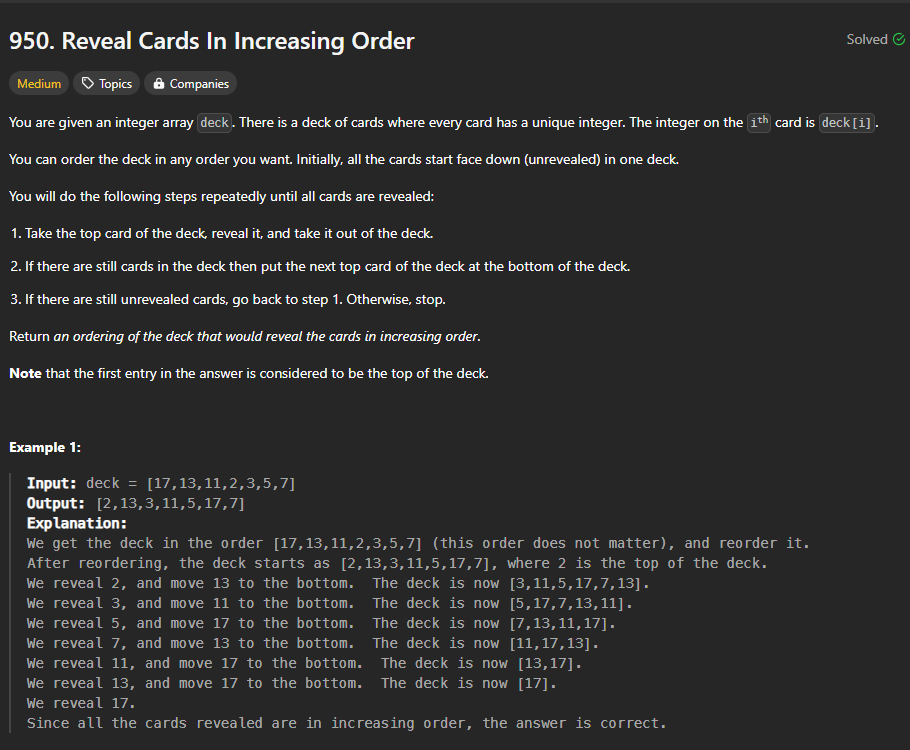 950. Reveal Cards In Increasing Order
Solved
Medium Topics Companies
You are given an integer array deck. There is a deck of cards where every card has a unique integer. The integer on the ith card is deck[i].
You can order the deck in any order you want. Initially, all the cards start face down (unrevealed) in one deck.
You will do the following steps repeatedly until all cards are revealed:
1. Take the top card of the deck, reveal it, and take it out of the deck.
2. If there are still cards in the deck then put the next top card of the deck at the bottom of the deck.
3. If there are still unrevealed cards, go back to step 1. Otherwise, stop.
Return an ordering of the deck that would reveal the cards in increasing order.
Note that the first entry in the answer is considered to be the top of the deck.
Example 1:
Input: deck = [17,13,11,2,3,5,7]
Output: [2,13,3,11,5,17,7]
Explanation:
We get the deck in the order [17,13,11,2,3,5,7] (this order does not matter), and reorder it.
After reordering, the deck starts as [2,13,3,11,5,17,7], where 2 is the top of the deck.
We reveal 2, and move 13 to the bottom.  The deck is now [3,11,5,17,7,13].
We reveal 3, and move 11 to the bottom.  The deck is now [5,17,7,13,11].
We reveal 5, and move 17 to the bottom.  The deck is now [7,13,11,17].
We reveal 7, and move 13 to the bottom.  The deck is now [11,17,13].
We reveal 11, and move 17 to the bottom.  The deck is now [13,17].
We reveal 13, and move 17 to the bottom.  The deck is now [17].
We reveal 17.
Since all the cards revealed are in increasing order, the answer is correct.